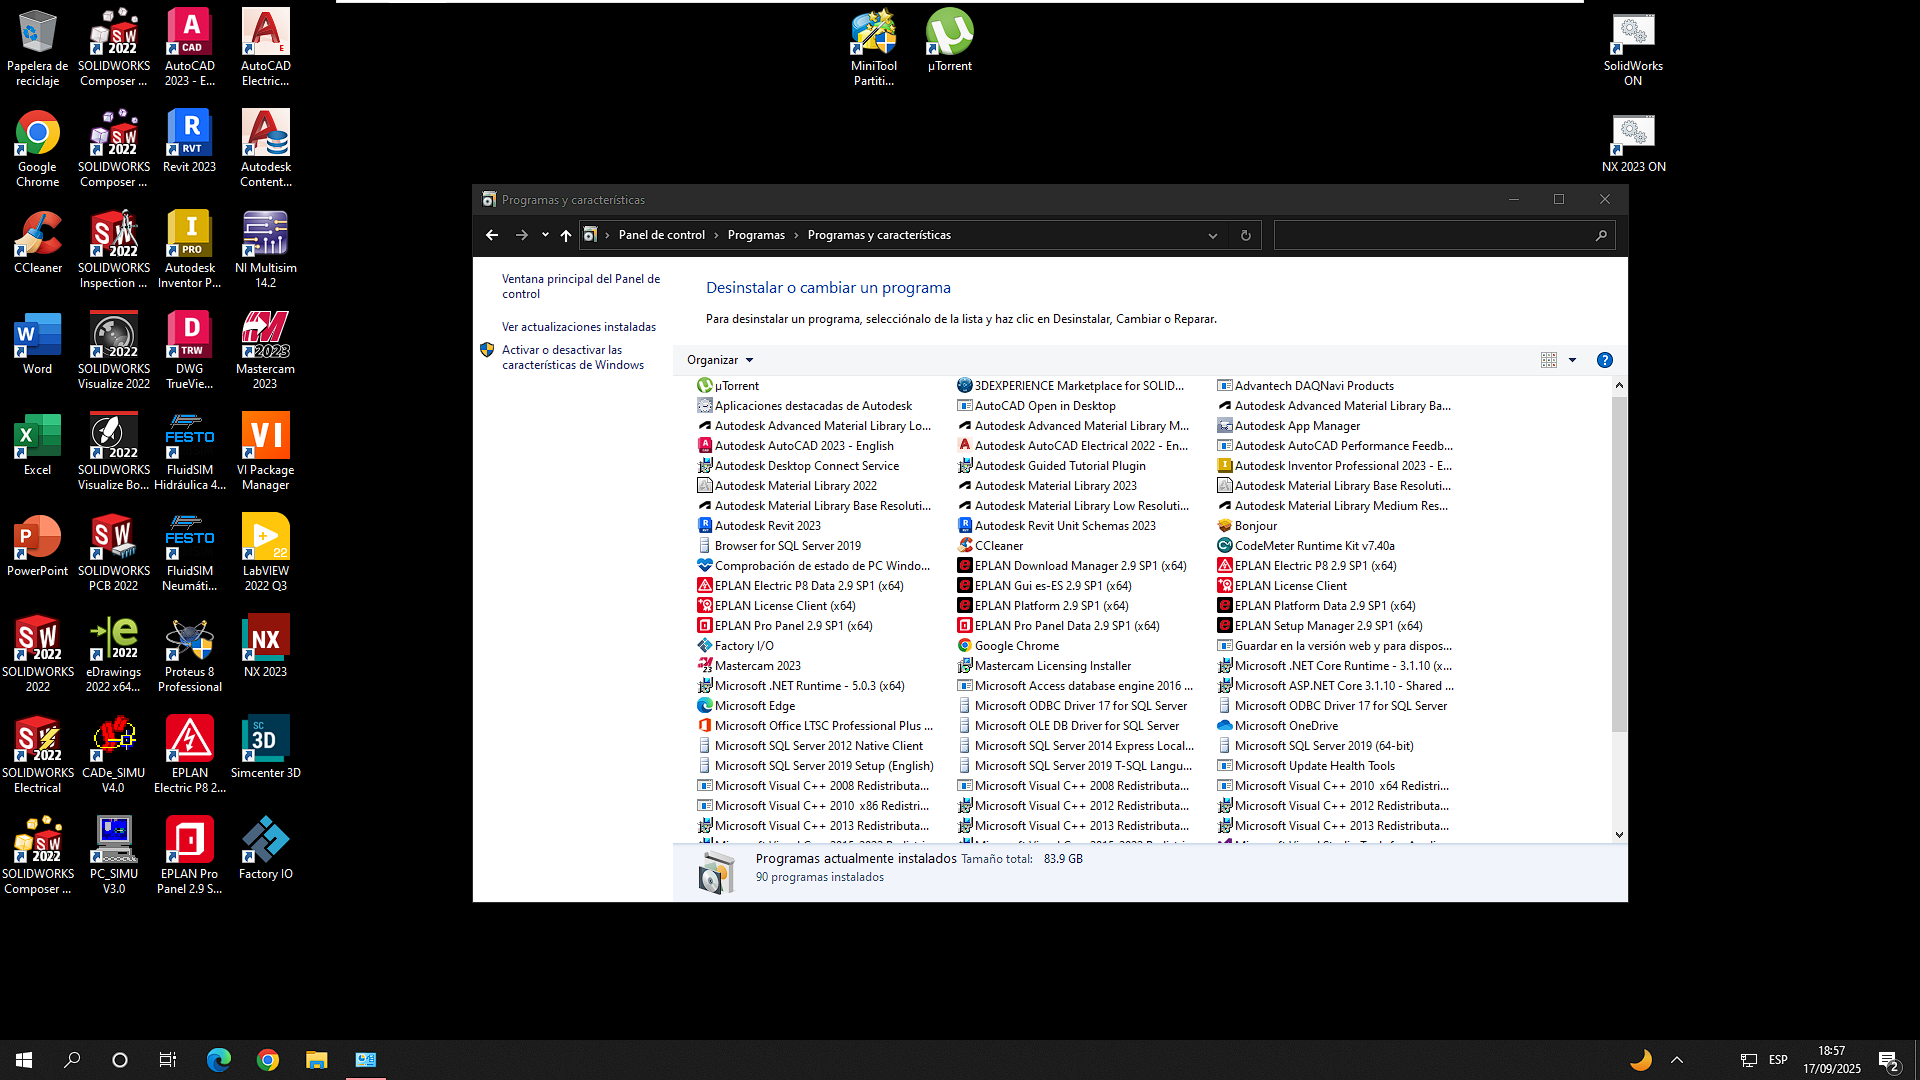 Papelera de
reciclaje
SOLIDWORKS
Composer ...
AutoCAD
2023 - E...
AutoCAD
Electric...
MiniTool
Partiti...
µTorrent
SolidWorks
ON
Google
Chrome
SOLIDWORKS
Composer ...
Revit 2023
Autodesk
Content...
NX 2023 ON
CCleaner
SOLIDWORKS
Inspection ...
Autodesk
Inventor P...
NI Multisim
14.2
Word
SOLIDWORKS
Visualize 2022
DWG
TrueVie...
Mastercam
2023
Excel
SOLIDWORKS
Visualize Bo...
FluidSIM
Hidráulica 4...
VI Package
Manager
PowerPoint
SOLIDWORKS
PCB 2022
FluidSIM
Neumáti...
LabVIEW
2022 Q3
SOLIDWORKS
2022
eDrawings
2022 x64...
Proteus 8
Professional
NX 2023
SOLIDWORKS
Electrical
CADe_SIMU
V4.0
EPLAN
Electric P8 2...
Simcenter 3D
SOLIDWORKS
Composer ...
PC_SIMU
V3.0
EPLAN Pro
Panel 2.9 S...
Factory IO
Programas y características
Panel de control > Programas > Programas y características
Ventana principal del Panel de
control
Ver actualizaciones instaladas
Activar o desactivar las
características de Windows
Desinstalar o cambiar un programa
Para desinstalar un programa, selecciónalo de la lista y haz clic en Desinstalar, Cambiar o Reparar.
Organizar
µTorrent 3DEXPERIENCE Marketplace for SOLID... Advantech DAQNavi Products
Aplicaciones destacadas de Autodesk AutoCAD Open in Desktop Autodesk Advanced Material Library Ba...
Autodesk Advanced Material Library Lo... Autodesk Advanced Material Library M... Autodesk App Manager
Autodesk AutoCAD 2023 - English Autodesk AutoCAD Electrical 2022 - En... Autodesk AutoCAD Performance Feedb...
Autodesk Desktop Connect Service Autodesk Guided Tutorial Plugin Autodesk Inventor Professional 2023 - E...
Autodesk Material Library 2022 Autodesk Material Library 2023 Autodesk Material Library Base Resoluti...
Autodesk Material Library Base Resoluti... Autodesk Material Library Low Resoluti... Autodesk Material Library Medium Res...
Autodesk Revit 2023 Autodesk Revit Unit Schemas 2023 Bonjour
Browser for SQL Server 2019 CCleaner CodeMeter Runtime Kit v7.40a
Comprobación de estado de PC Windo... EPLAN Download Manager 2.9 SP1 (x64) EPLAN Electric P8 2.9 SP1 (x64)
EPLAN Electric P8 Data 2.9 SP1 (x64) EPLAN Gui es-ES 2.9 SP1 (x64) EPLAN License Client
EPLAN License Client (x64) EPLAN Platform 2.9 SP1 (x64) EPLAN Platform Data 2.9 SP1 (x64)
EPLAN Pro Panel 2.9 SP1 (x64) EPLAN Pro Panel Data 2.9 SP1 (x64) EPLAN Setup Manager 2.9 SP1 (x64)
Factory I/O Google Chrome Guardar en la versión web y para dispos...
Mastercam 2023 Mastercam Licensing Installer Microsoft .NET Core Runtime - 3.1.10 (x...
Microsoft .NET Runtime - 5.0.3 (x64) Microsoft Access database engine 2016 ... Microsoft ASP.NET Core 3.1.10 - Shared ...
Microsoft Edge Microsoft ODBC Driver 17 for SQL Server Microsoft ODBC Driver 17 for SQL Server
Microsoft Office LTSC Professional Plus ... Microsoft OLE DB Driver for SQL Server Microsoft OneDrive
Microsoft SQL Server 2012 Native Client Microsoft SQL Server 2014 Express Local... Microsoft SQL Server 2019 (64-bit)
Microsoft SQL Server 2019 Setup (English) Microsoft SQL Server 2019 T-SQL Langu... Microsoft Update Health Tools
Microsoft Visual C++ 2008 Redistributa... Microsoft Visual C++ 2008 Redistributa... Microsoft Visual C++ 2010 x64 Redistri...
Microsoft Visual C++ 2010 x86 Redistri... Microsoft Visual C++ 2012 Redistributa... Microsoft Visual C++ 2012 Redistributa...
Microsoft Visual C++ 2013 Redistributa... Microsoft Visual C++ 2013 Redistributa... Microsoft Visual C++ 2013 Redistributa...
Programas actualmente instalados Tamaño total: 83.9 GB
90 programas instalados
ESP
18:57
17/09/2025
2